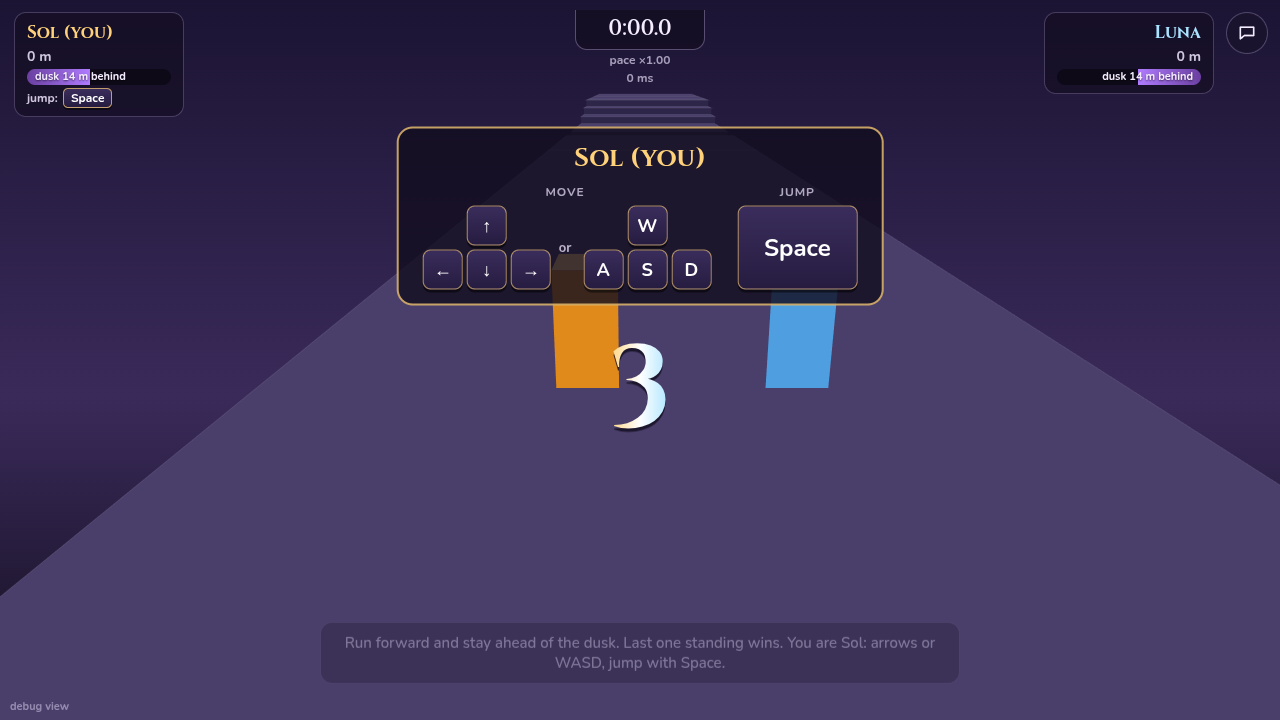 Sol (you)
0 m
dusk 14 m behind
jump: Space
0:00.0
pace ×1.00
0 ms
Luna
0 m
dusk 14 m behind
Sol (you)
MOVE
JUMP
↑
W
← ↓ → or A S D
Space
3
Run forward and stay ahead of the dusk. Last one standing wins. You are Sol: arrows or
WASD, jump with Space.
debug view